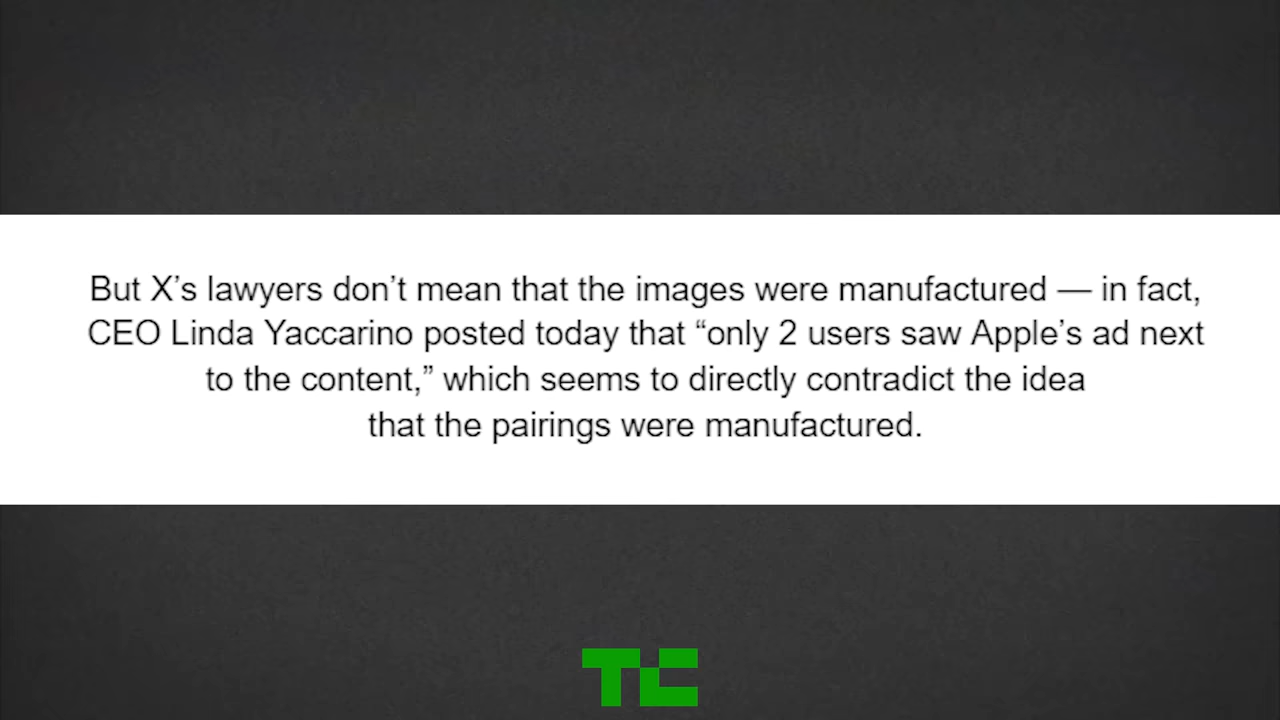 But X’s lawyers don’t mean that the images were manufactured — in fact,
CEO Linda Yaccarino posted today that “only 2 users saw Apple’s ad next
to the content,” which seems to directly contradict the idea
that the pairings were manufactured.
TC